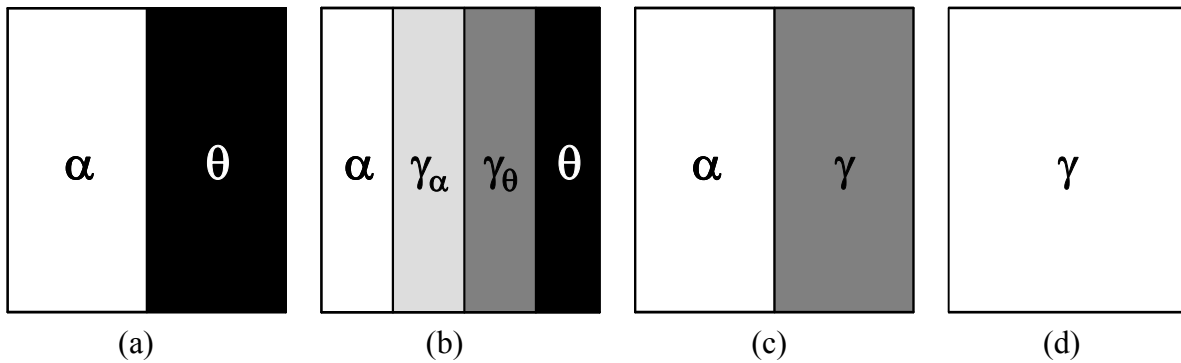 α θ α γα γθ θ α γ γ
(a) (b) (c) (d)